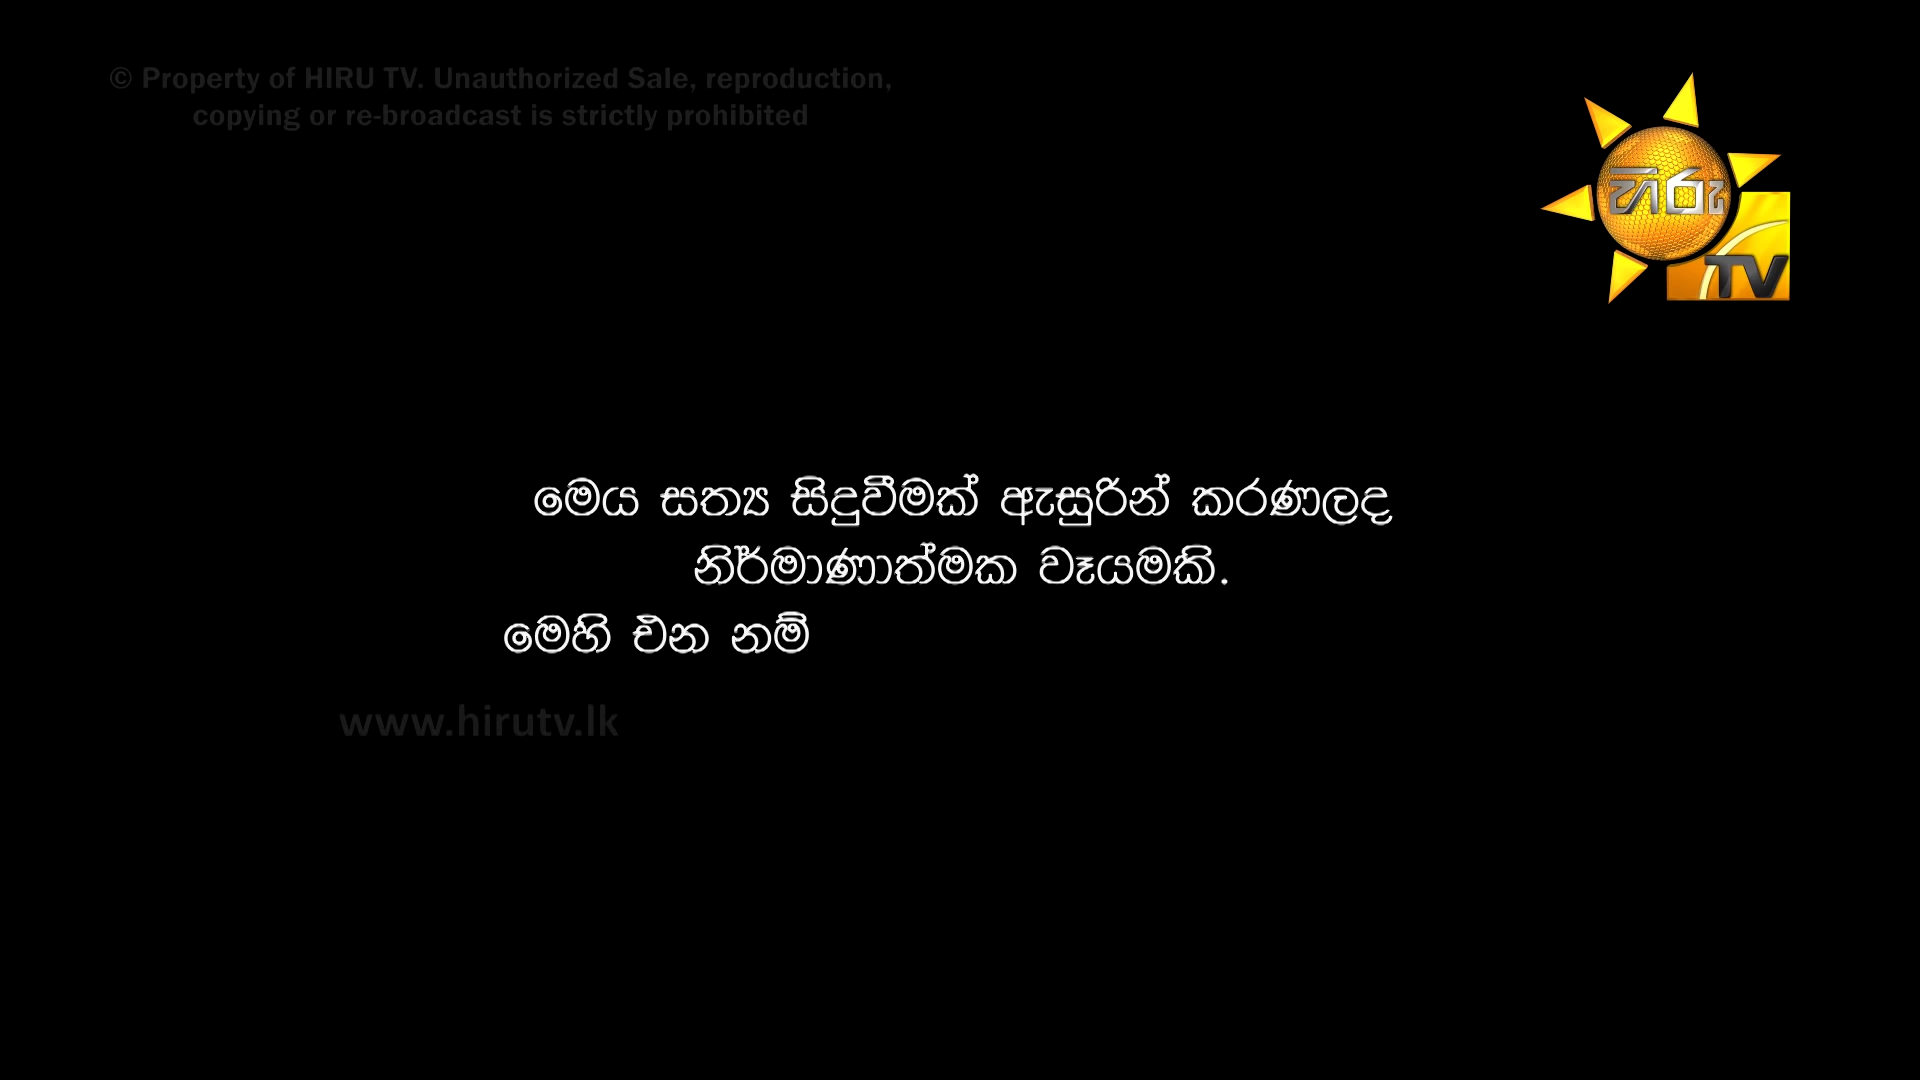 © Property of HIRU TV. Unauthorized Sale, reproduction,
copying or re-broadcast is strictly prohibited
හිරු
TV
මෙය සත්‍ය සිදුවීමක් ඇසුරින් කරණලද
නිර්මාණාත්මක වෑයමකි.
මෙහි එන නම්
www.hirutv.lk